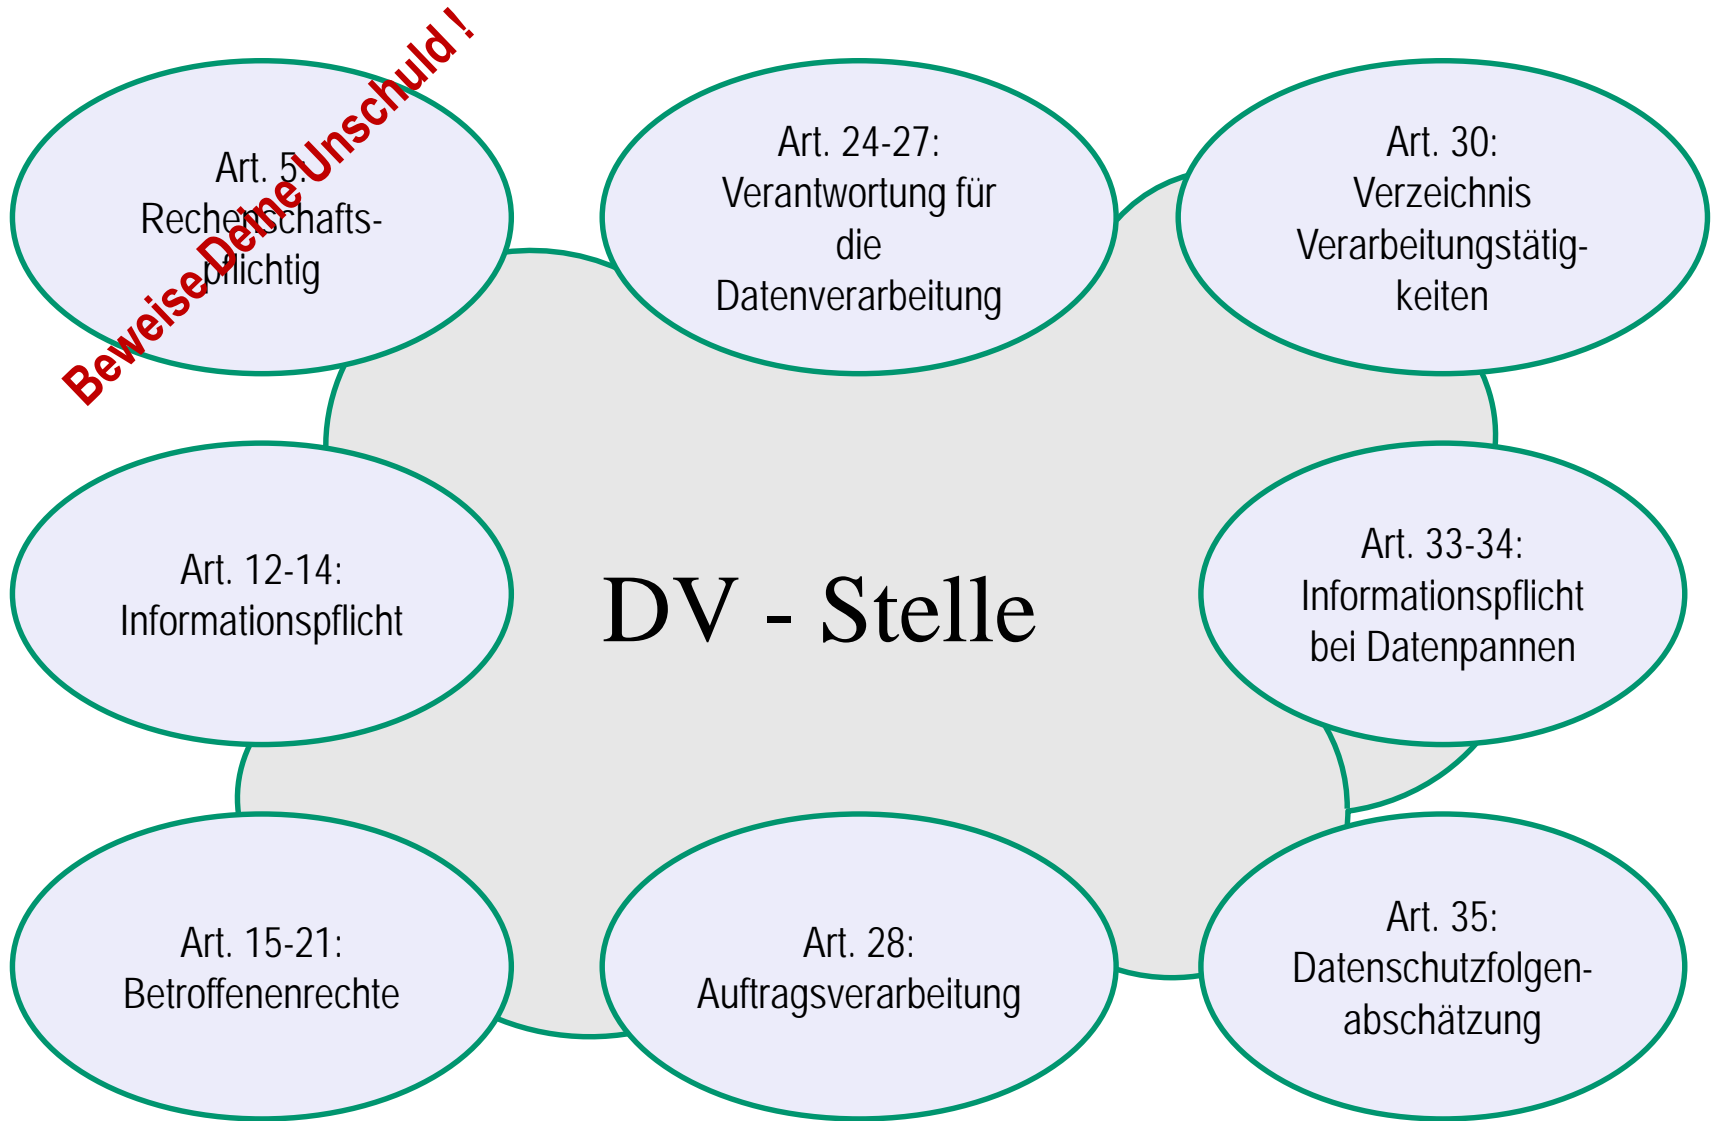 Beweise Deine Unschuld !
Art. 5:
Rechenschafts-
pflichtig
Art. 24-27:
Verantwortung für
die
Datenverarbeitung
Art. 30:
Verzeichnis
Verarbeitungstätig-
keiten
Art. 12-14:
Informationspflicht
DV - Stelle
Art. 33-34:
Informationspflicht
bei Datenpannen
Art. 15-21:
Betroffenenrechte
Art. 28:
Auftragsverarbeitung
Art. 35:
Datenschutzfolgen-
abschätzung